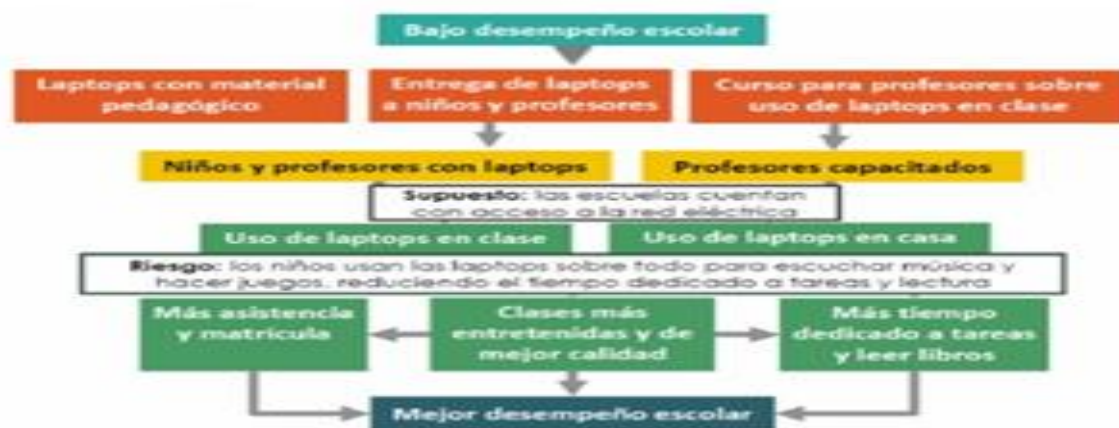 Bajo desempeño escolar
Laptops con material
pedagógico
Entrega de laptops
a niños y profesores
Curso para profesores sobre
uso de laptops en clase
Niños y profesores con laptops
Profesores capacitados
Supuesto: las escuelas cuentan
con acceso a la red eléctrica
Uso de laptops en clase
Uso de laptops en casa
Riesgo: los niños usan las laptops sobre todo para escuchar música y
hacer juegos, reduciendo el tiempo dedicado a tareas y lectura
Más asistencia
y matrícula
Clases más
entretenidas y de
mejor calidad
Más tiempo
dedicado a tareas
y leer libros
Mejor desempeño escolar